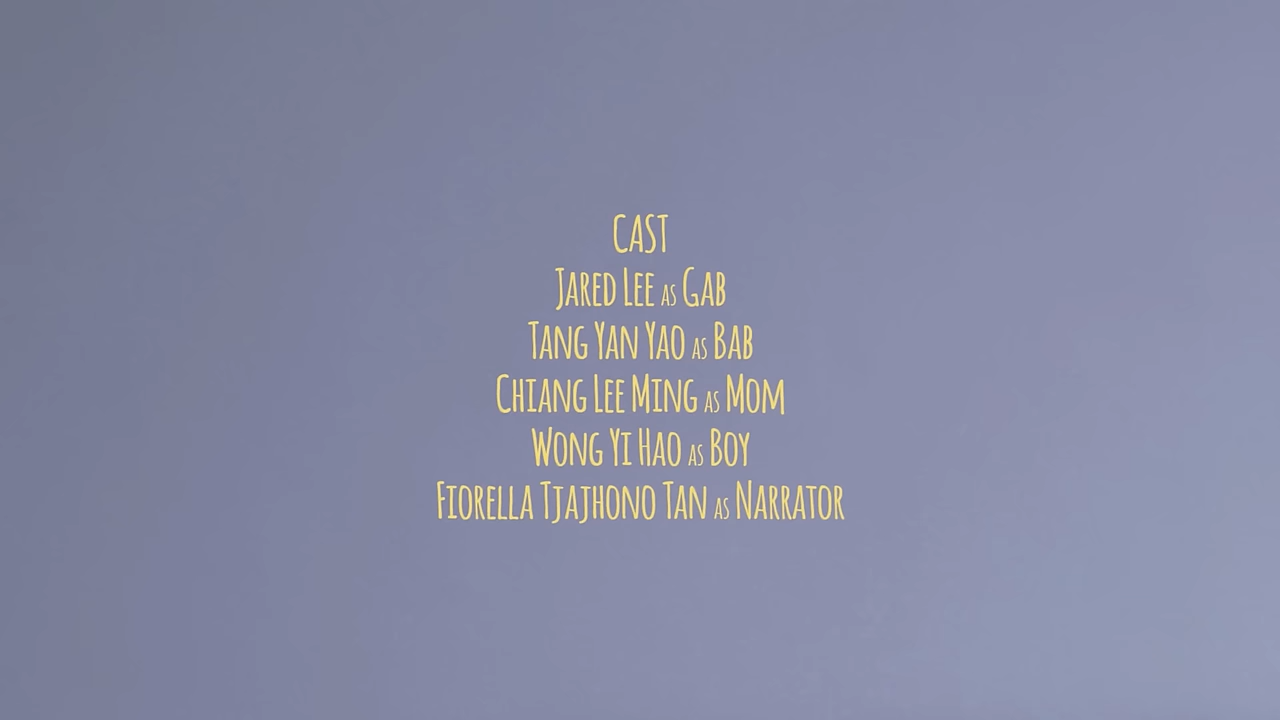 CAST
JARED LEE AS GAB
TANG YAN YAO AS BAB
CHIANG LEE MING AS MOM
WONG YI HAO AS BOY
FIORELLA TJAJHONO TAN AS NARRATOR